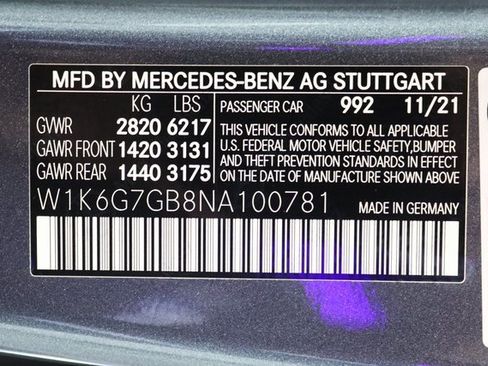 MFD BY MERCEDES-BENZ AG STUTTGART
KG LBS PASSENGER CAR 992 11/21
GVWR 2820 6217 THIS VEHICLE CONFORMS TO ALL APPLICABLE
GAWR FRONT 1420 3131 U.S. FEDERAL MOTOR VEHICLE SAFETY,BUMPER
AND THEFT PREVENTION STANDARDS IN EFFECT
GAWR REAR 1440 3175 ON THE DATE OF MANUFACTURE SHOWN ABOVE.
W1K6G7GB8NA100781 MADE IN GERMANY